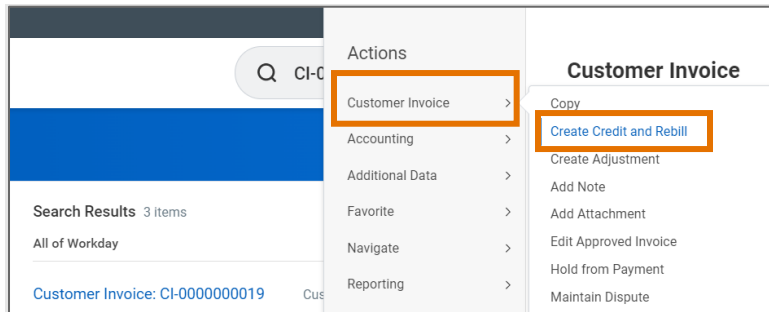 CI-0
Search Results 3 items
All of Workday
Customer Invoice: CI-0000000019 Cus
Actions
Customer Invoice
Accounting
Additional Data
Favorite
Navigate
Reporting
Customer Invoice
Copy
Create Credit and Rebill
Create Adjustment
Add Note
Add Attachment
Edit Approved Invoice
Hold from Payment
Maintain Dispute